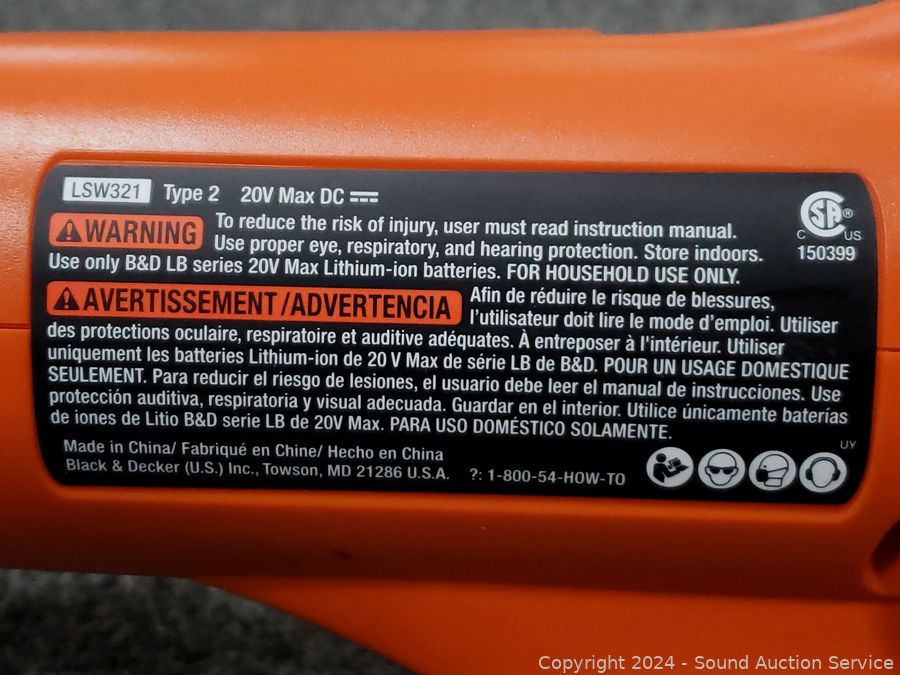 LSW321 Type 2 20V Max DC
WARNING To reduce the risk of injury, user must read instruction manual.
Use proper eye, respiratory, and hearing protection. Store indoors.
Use only B&D LB series 20V Max Lithium-ion batteries. FOR HOUSEHOLD USE ONLY.
CSA®
C US
150399
AVERTISSEMENT/ADVERTENCIA Afin de réduire le risque de blessures,
l'utilisateur doit lire le mode d'emploi. Utiliser
des protections oculaire, respiratoire et auditive adéquates. À entreposer à l'intérieur. Utiliser
uniquement les batteries Lithium-ion de 20 V Max de série LB de B&D. POUR UN USAGE DOMESTIQUE
SEULEMENT. Para reducir el riesgo de lesiones, el usuario debe leer el manual de instrucciones. Use
protección auditiva, respiratoria y visual adecuada. Guardar en el interior. Utilice únicamente baterías
de iones de Litio B&D serie LB de 20V Max. PARA USO DOMÉSTICO SOLAMENTE.
UY
Made in China/ Fabriqué en Chine/ Hecho en China
Black & Decker (U.S.) Inc., Towson, MD 21286 U.S.A. ?: 1-800-54-HOW-TO
Copyright 2024 - Sound Auction Service